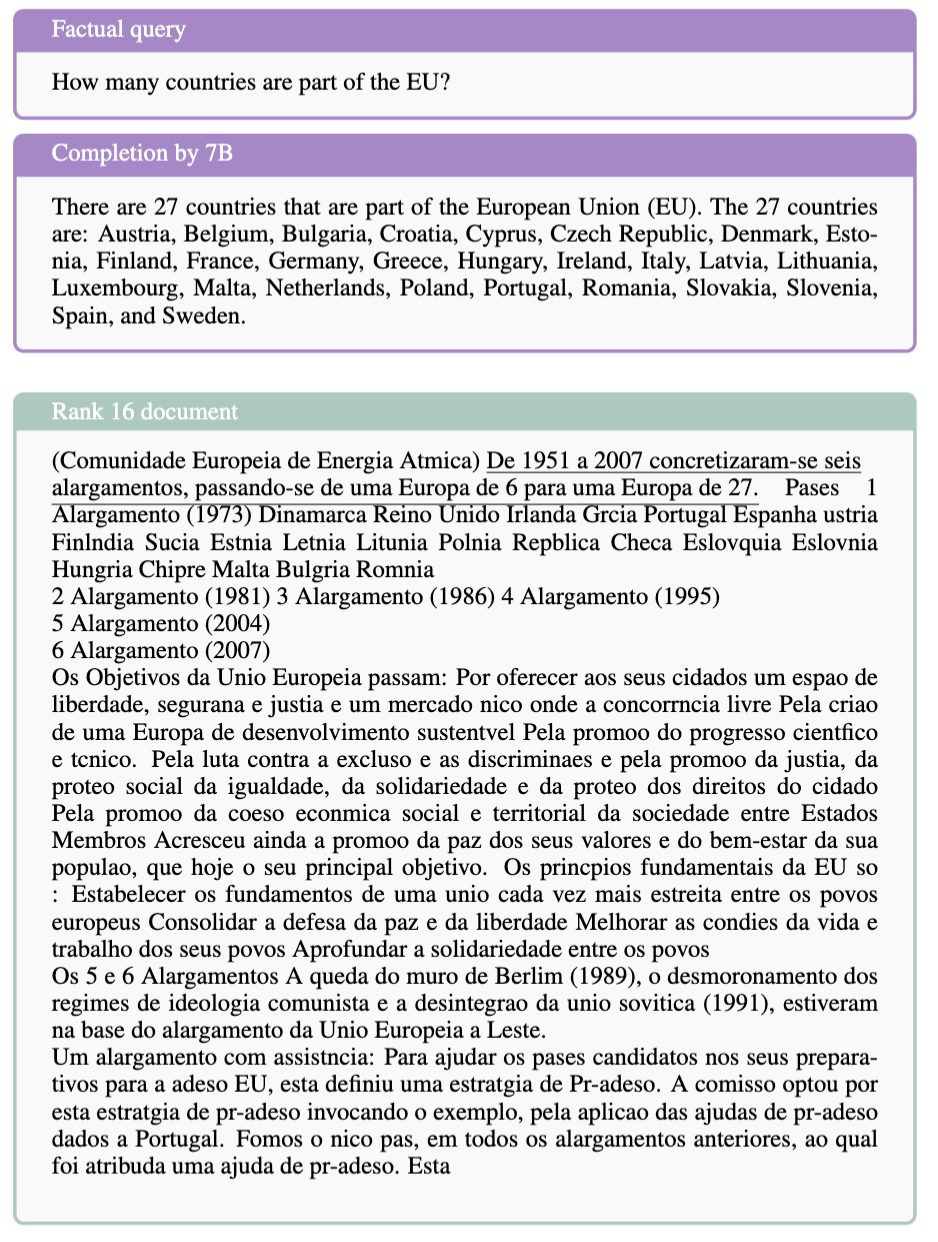 Factual query
How many countries are part of the EU?
Completion by 7B
There are 27 countries that are part of the European Union (EU). The 27 countries
are: Austria, Belgium, Bulgaria, Croatia, Cyprus, Czech Republic, Denmark, Esto-
nia, Finland, France, Germany, Greece, Hungary, Ireland, Italy, Latvia, Lithuania,
Luxembourg, Malta, Netherlands, Poland, Portugal, Romania, Slovakia, Slovenia,
Spain, and Sweden.
Rank 16 document
(Comunidade Europeia de Energia Atmica) De 1951 a 2007 concretizaram-se seis
alargamentos, passando-se de uma Europa de 6 para uma Europa de 27. Pases 1
Alargamento (1973) Dinamarca Reino Unido Irlanda Grcia Portugal Espanha ustria
Finlndia Sucia Estnia Letnia Litunia Polnia Repblica Checa Eslovquia Eslovnia
Hungria Chipre Malta Bulgria Romnia
2 Alargamento (1981) 3 Alargamento (1986) 4 Alargamento (1995)
5 Alargamento (2004)
6 Alargamento (2007)
Os Objetivos da Unio Europeia passam: Por oferecer aos seus cidados um espao de
liberdade, segurana e justia e um mercado nico onde a concorrncia livre Pela criao
de uma Europa de desenvolvimento sustentvel Pela promoo do progresso cientfico
e tcnico. Pela luta contra a excluso e as discriminaes e pela promoo da justia, da
proteo social da igualdade, da solidariedade e da proteo dos direitos do cidado
Pela promoo da coeso econmica social e territorial da sociedade entre Estados
Membros Acresceu ainda a promoo da paz dos seus valores e do bem-estar da sua
populao, que hoje o seu principal objetivo. Os princpios fundamentais da EU so
: Estabelecer os fundamentos de uma unio cada vez mais estreita entre os povos
europeus Consolidar a defesa da paz e da liberdade Melhorar as condies da vida e
trabalho dos seus povos Aprofundar a solidariedade entre os povos
Os 5 e 6 Alargamentos A queda do muro de Berlim (1989), o desmoronamento dos
regimes de ideologia comunista e a desintegrao da unio sovitica (1991), estiveram
na base do alargamento da Unio Europeia a Leste.
Um alargamento com assistncia: Para ajudar os pases candidatos nos seus prepara-
tivos para a adeso EU, esta definiu uma estratgia de Pr-adeso. A comisso optou por
esta estratgia de pr-adeso invocando o exemplo, pela aplicao das ajudas de pr-adeso
dados a Portugal. Fomos o nico pas, em todos os alargamentos anteriores, ao qual
foi atribuda uma ajuda de pr-adeso. Esta